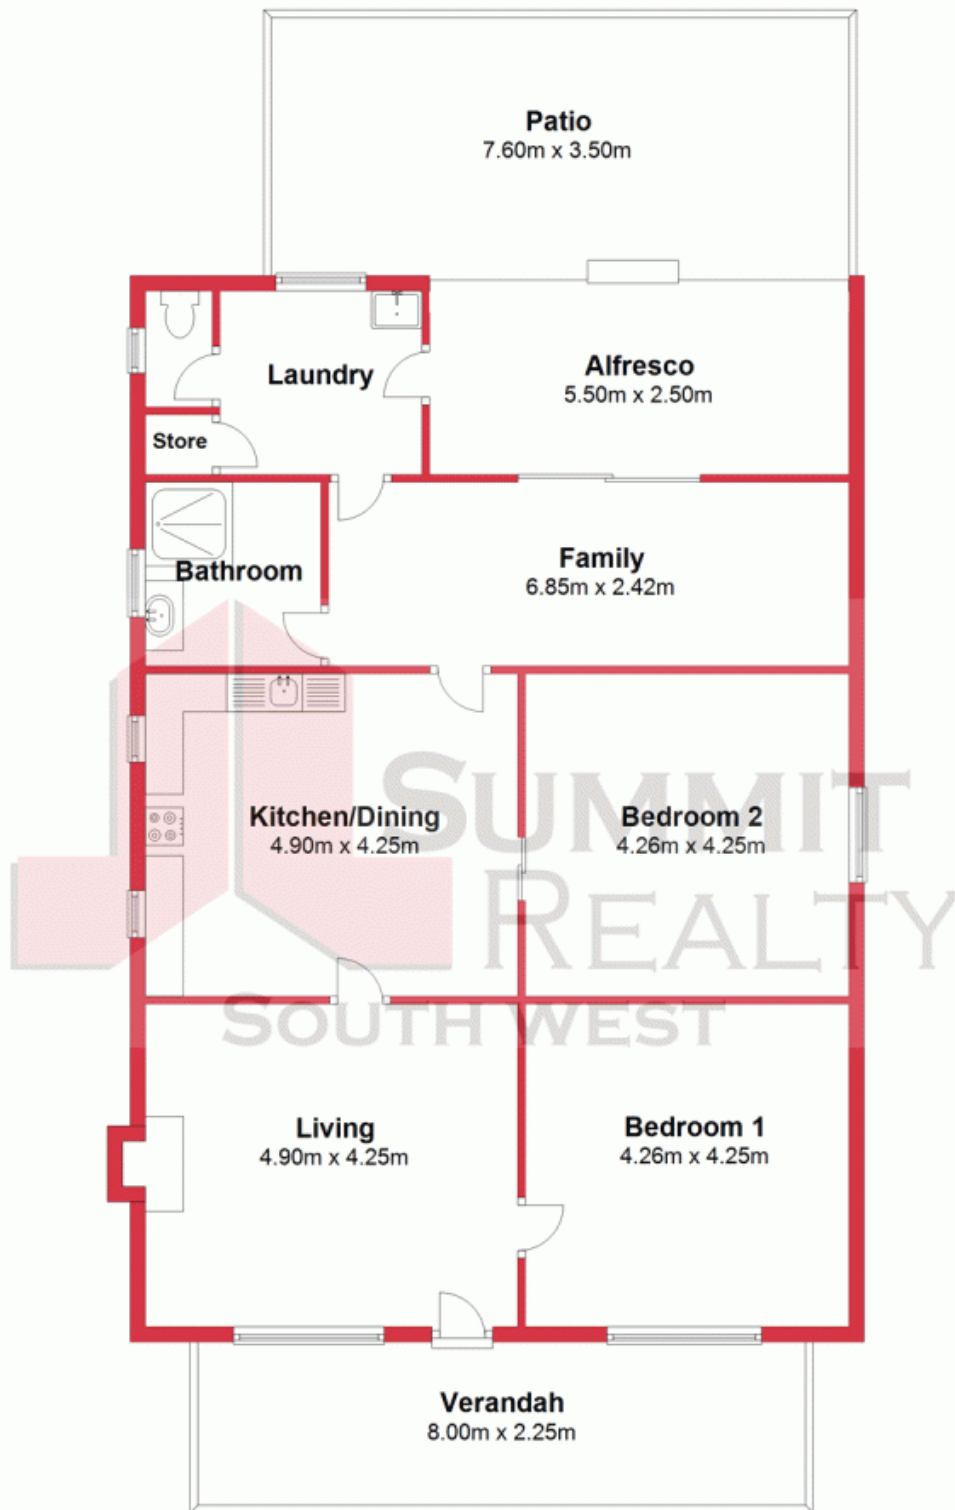 Patio
7.60m x 3.50m
Laundry
Alfresco
5.50m x 2.50m
Store
Bathroom
Family
6.85m x 2.42m
Kitchen/Dining
4.90m x 4.25m
Bedroom 2
4.26m x 4.25m
SUMMIT
REALTY
SOUTH WEST
Living
4.90m x 4.25m
Bedroom 1
4.26m x 4.25m
Verandah
8.00m x 2.25m